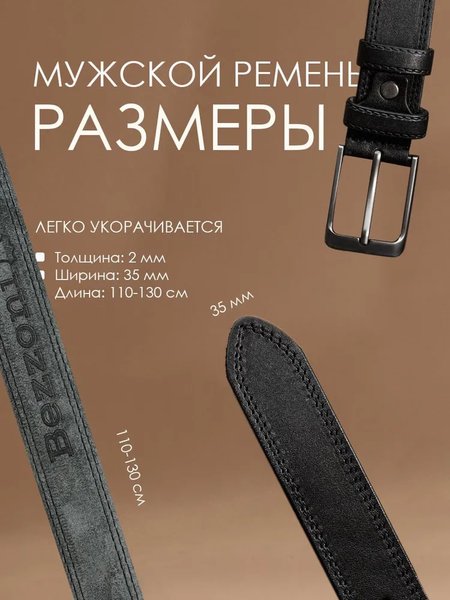 МУЖСКОЙ РЕМЕНЬ
РАЗМЕРЫ
ЛЕГКО УКОРАЧИВАЕТСЯ
Толщина: 2 мм
Ширина: 35 мм
Длина: 110-130 см
35 мм
110-130 см